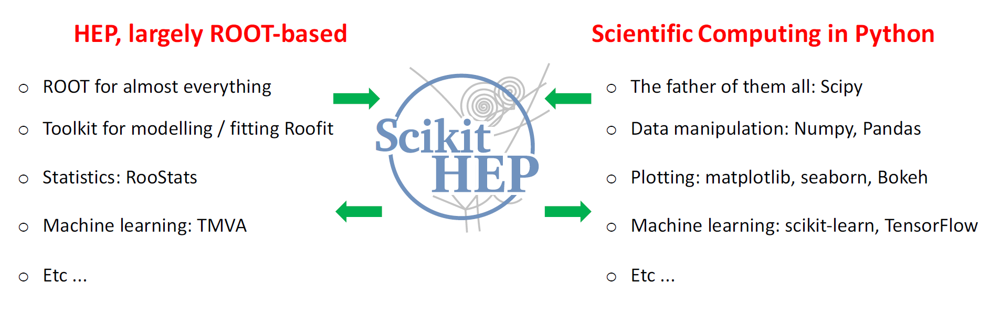 HEP, largely ROOT-based
○ ROOT for almost everything
○ Toolkit for modelling / fitting Roofit
○ Statistics: RooStats
○ Machine learning: TMVA
○ Etc ...
Scikit
HEP
Scientific Computing in Python
○ The father of them all: Scipy
○ Data manipulation: Numpy, Pandas
○ Plotting: matplotlib, seaborn, Bokeh
○ Machine learning: scikit-learn, TensorFlow
○ Etc ...